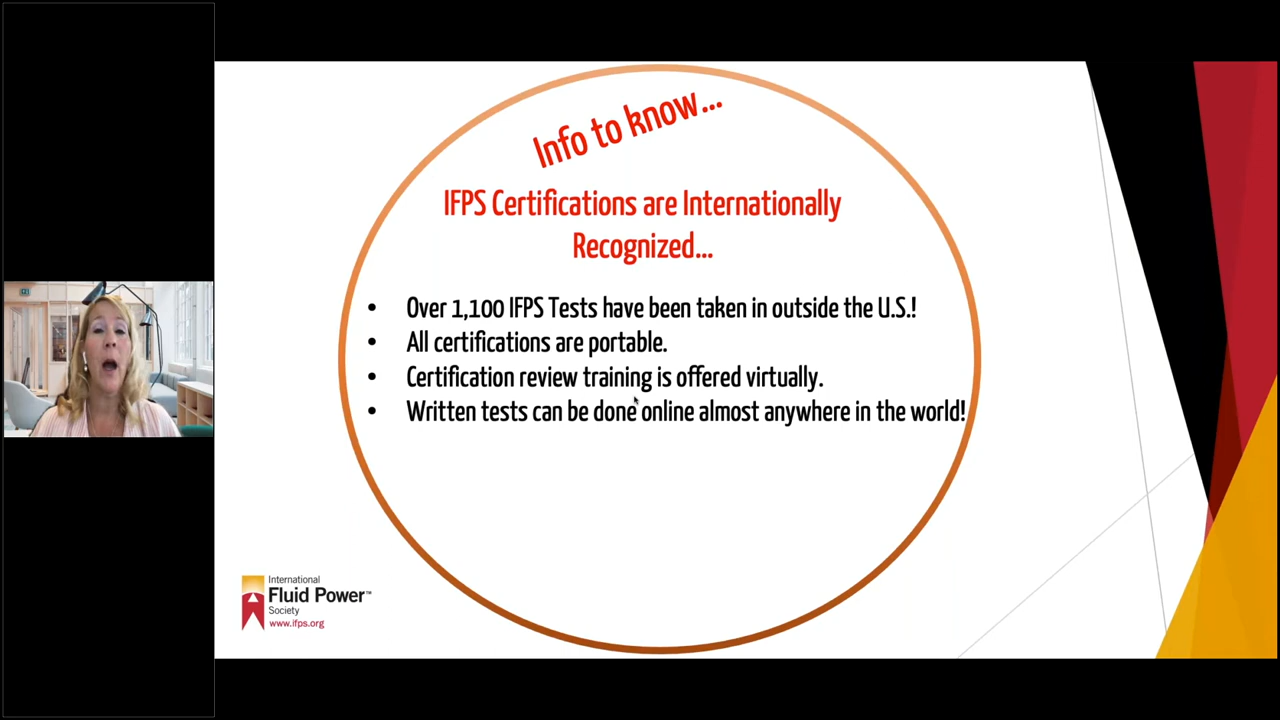 Info to know...
IFPS Certifications are Internationally
Recognized...
• Over 1,100 IFPS Tests have been taken in outside the U.S.!
• All certifications are portable.
• Certification review training is offered virtually.
• Written tests can be done online almost anywhere in the world!
International
Fluid Power™
Society
www.ifps.org